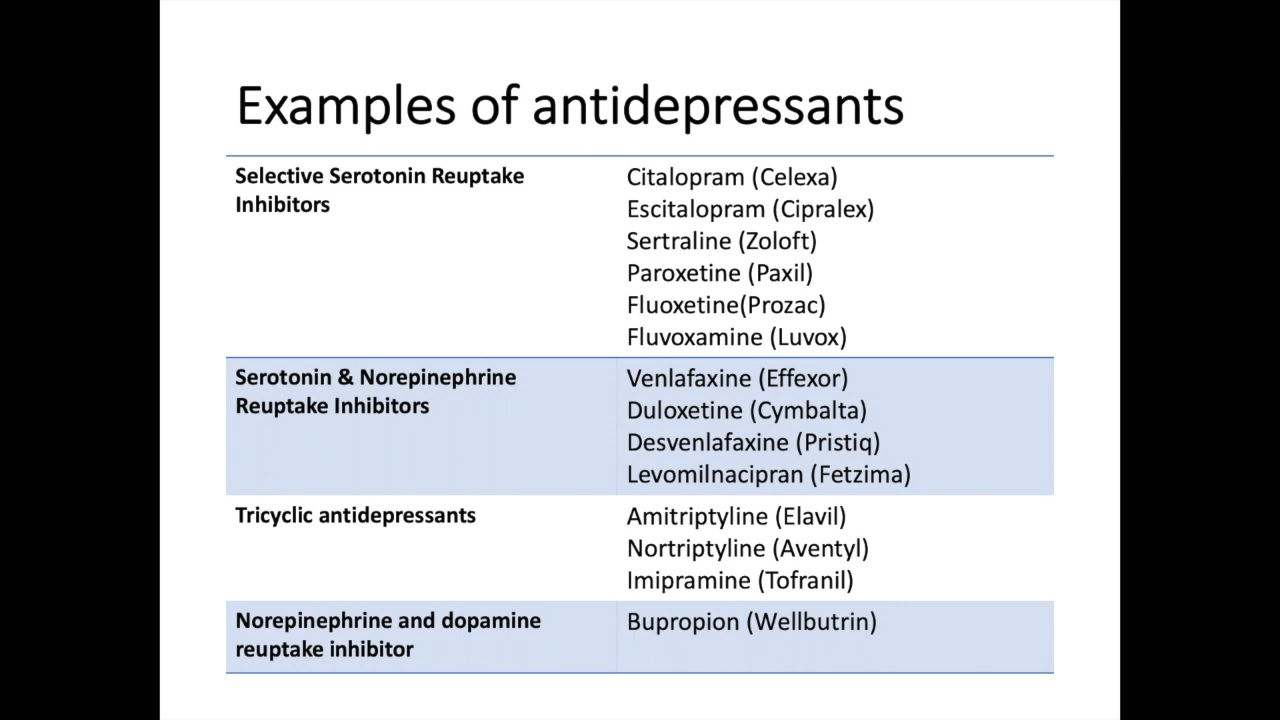 Examples of antidepressants
Selective Serotonin Reuptake
Inhibitors
Citalopram (Celexa)
Escitalopram (Cipralex)
Sertraline (Zoloft)
Paroxetine (Paxil)
Fluoxetine(Prozac)
Fluvoxamine (Luvox)
Serotonin & Norepinephrine
Reuptake Inhibitors
Venlafaxine (Effexor)
Duloxetine (Cymbalta)
Desvenlafaxine (Pristiq)
Levomilnacipran (Fetzima)
Tricyclic antidepressants
Amitriptyline (Elavil)
Nortriptyline (Aventyl)
Imipramine (Tofranil)
Norepinephrine and dopamine
reuptake inhibitor
Bupropion (Wellbutrin)